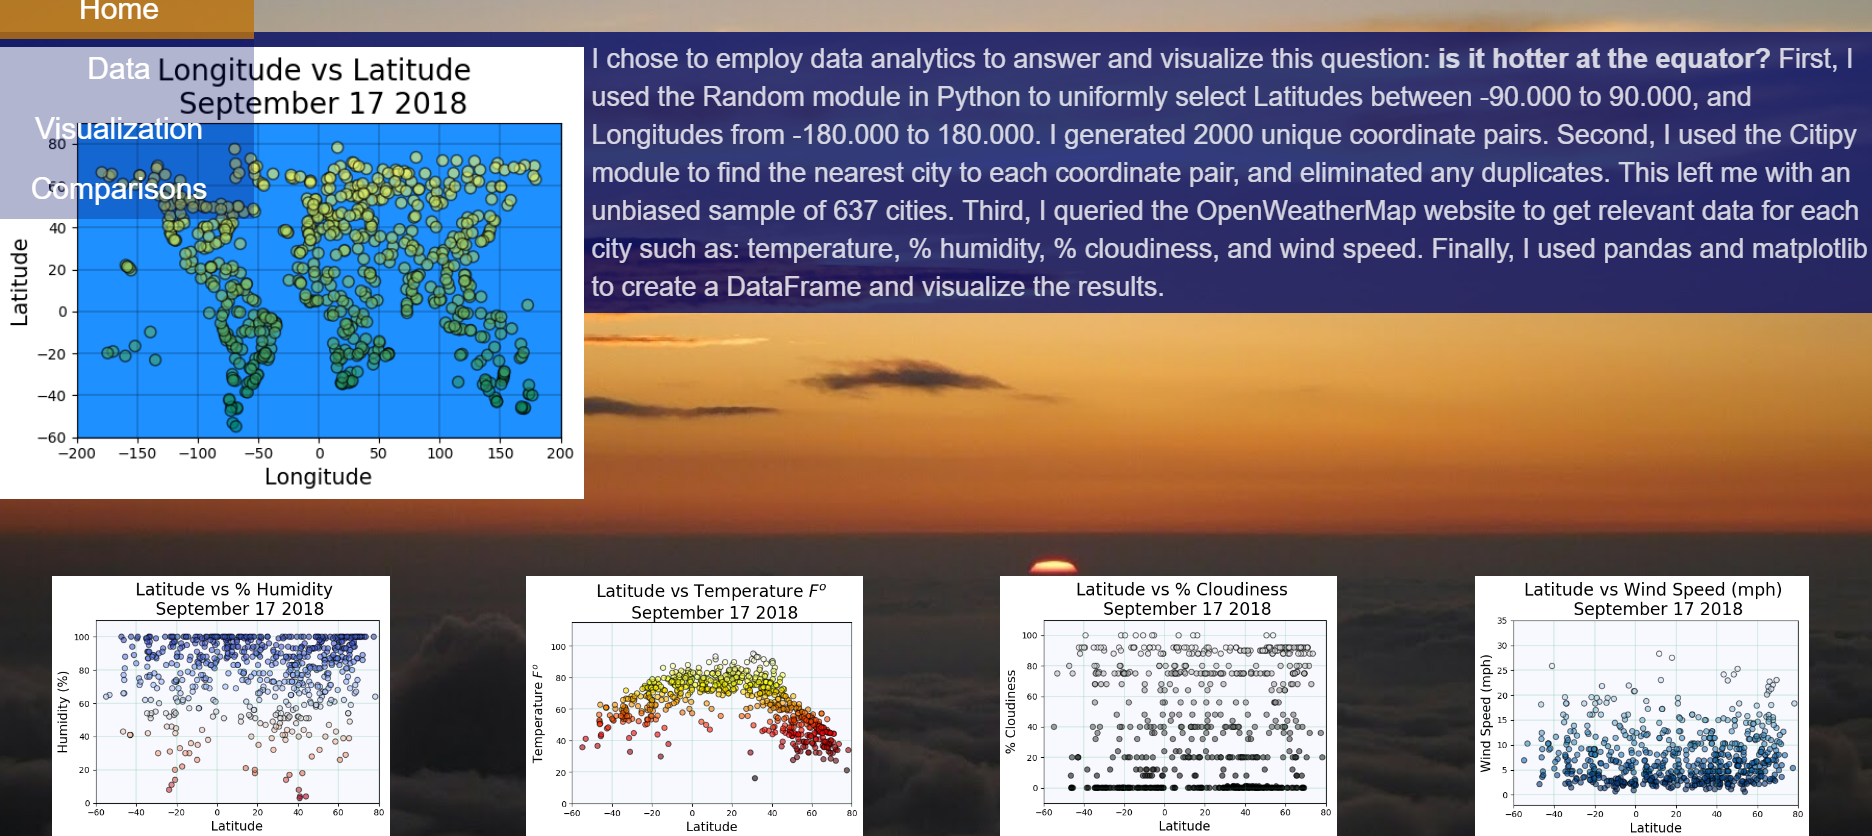 Home
Data
Visualization
Comparisons
Longitude vs Latitude
September 17 2018
Latitude
80
60
40
20
0
−20
−40
−60
−200 −150 −100 −50 0 50 100 150 200
Longitude
I chose to employ data analytics to answer and visualize this question: is it hotter at the equator? First, I
used the Random module in Python to uniformly select Latitudes between -90.000 to 90.000, and
Longitudes from -180.000 to 180.000. I generated 2000 unique coordinate pairs. Second, I used the Citipy
module to find the nearest city to each coordinate pair, and eliminated any duplicates. This left me with an
unbiased sample of 637 cities. Third, I queried the OpenWeatherMap website to get relevant data for each
city such as: temperature, % humidity, % cloudiness, and wind speed. Finally, I used pandas and matplotlib
to create a DataFrame and visualize the results.
Latitude vs % Humidity
September 17 2018
Humidity (%)
100
80
60
40
20
0
−60 −40 −20 0 20 40 60 80
Latitude
Latitude vs Temperature F°
September 17 2018
Temperature F°
100
80
60
40
20
0
−60 −40 −20 0 20 40 60 80
Latitude
Latitude vs % Cloudiness
September 17 2018
% Cloudiness
100
80
60
40
20
0
−60 −40 −20 0 20 40 60 80
Latitude
Latitude vs Wind Speed (mph)
September 17 2018
Wind Speed (mph)
35
30
25
20
15
10
5
0
−60 −40 −20 0 20 40 60 80
Latitude